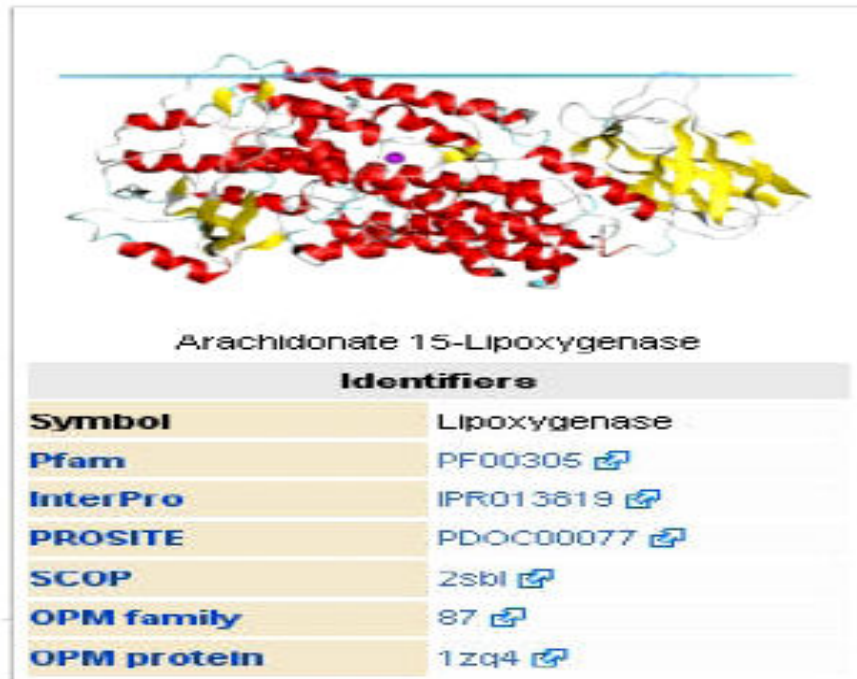 Arachidonate 15-Lipoxygenase
Identifiers
Symbol Lipoxygenase
Pfam PF00305
InterPro IPR013819
PROSITE PDOC00077
SCOP 2sbl
OPM family 87
OPM protein 1zq4